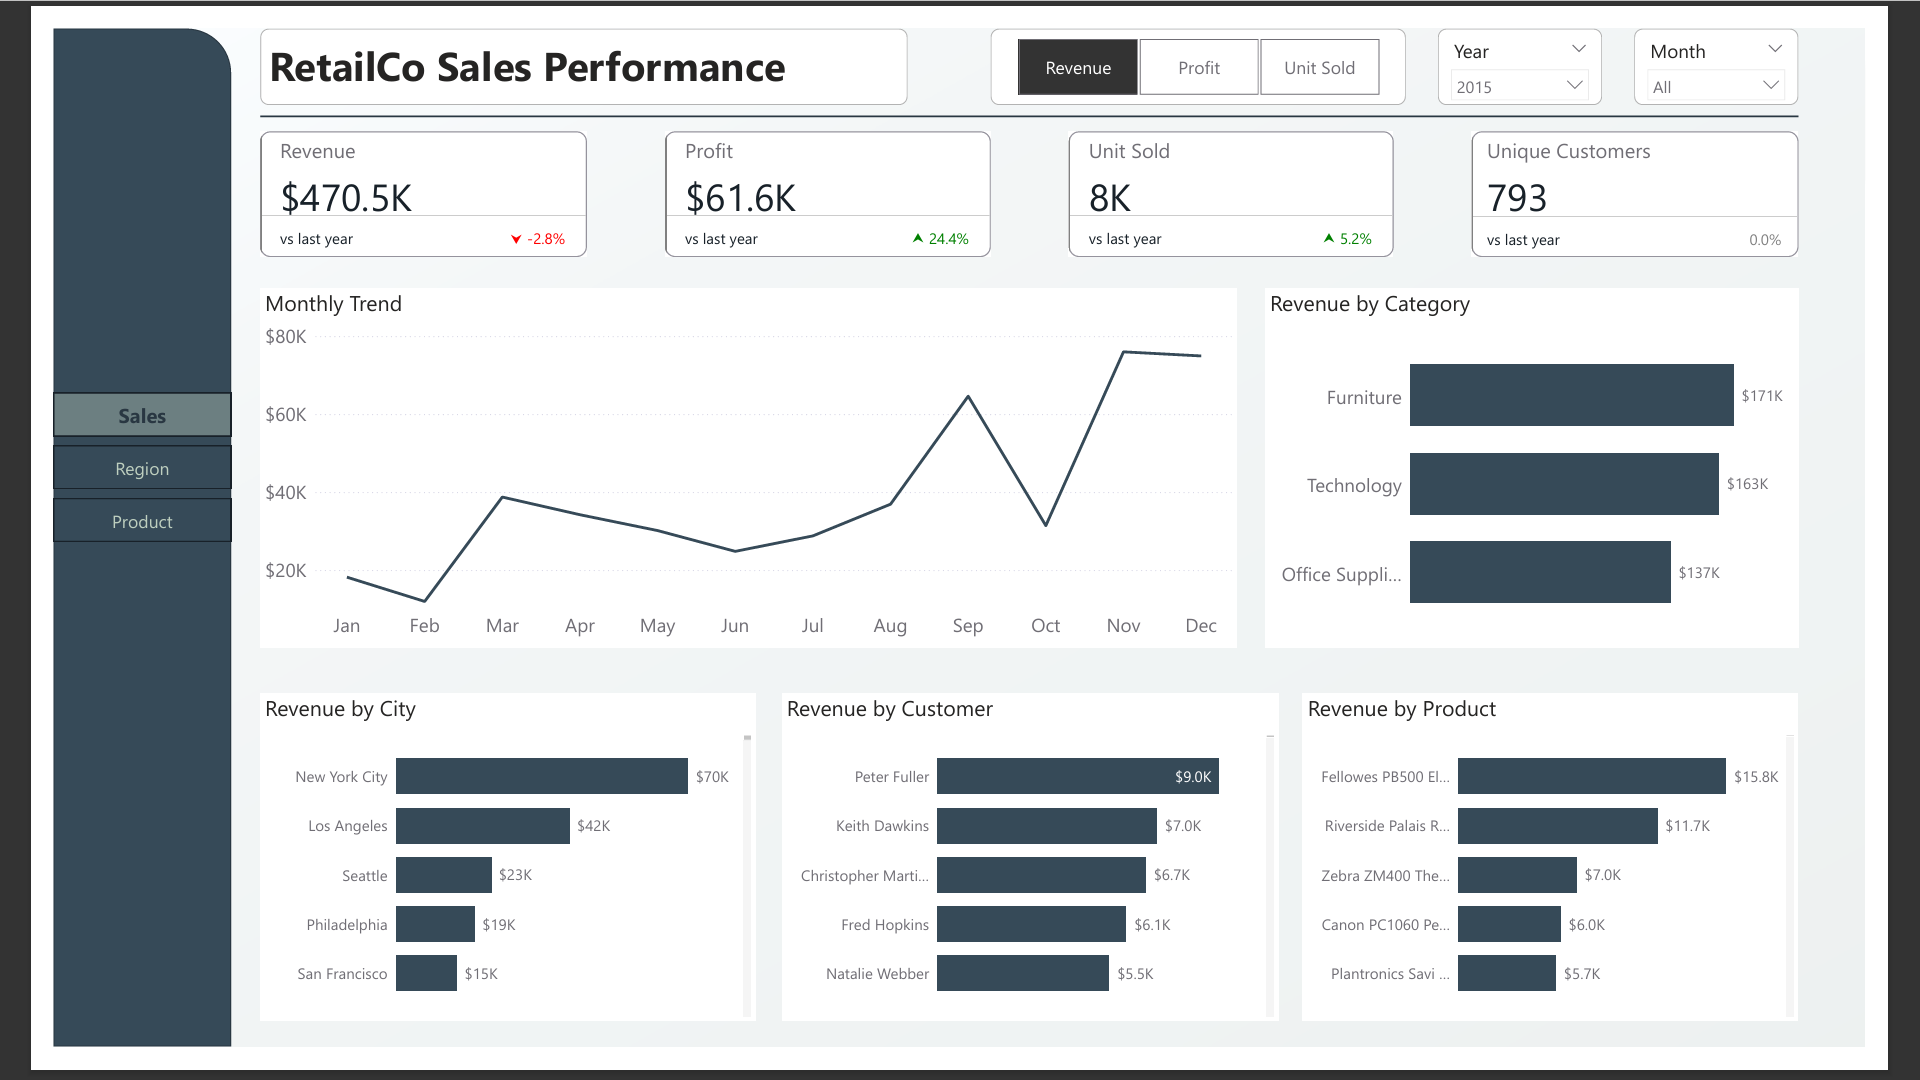 RetailCo Sales Performance
Revenue
Profit
Unit Sold
Year
2015
Month
All
Revenue
$470.5K
vs last year
-2.8%
Profit
$61.6K
vs last year
24.4%
Unit Sold
8K
vs last year
5.2%
Unique Customers
793
vs last year
0.0%
Sales
Region
Product
Monthly Trend
$80K
$60K
$40K
$20K
Jan Feb Mar Apr May Jun Jul Aug Sep Oct Nov Dec
Revenue by Category
Furniture $171K
Technology $163K
Office Suppli... $137K
Revenue by City
New York City $70K
Los Angeles $42K
Seattle $23K
Philadelphia $19K
San Francisco $15K
Revenue by Customer
Peter Fuller $9.0K
Keith Dawkins $7.0K
Christopher Marti... $6.7K
Fred Hopkins $6.1K
Natalie Webber $5.5K
Revenue by Product
Fellowes PB500 El... $15.8K
Riverside Palais R... $11.7K
Zebra ZM400 The... $7.0K
Canon PC1060 Pe... $6.0K
Plantronics Savi ... $5.7K